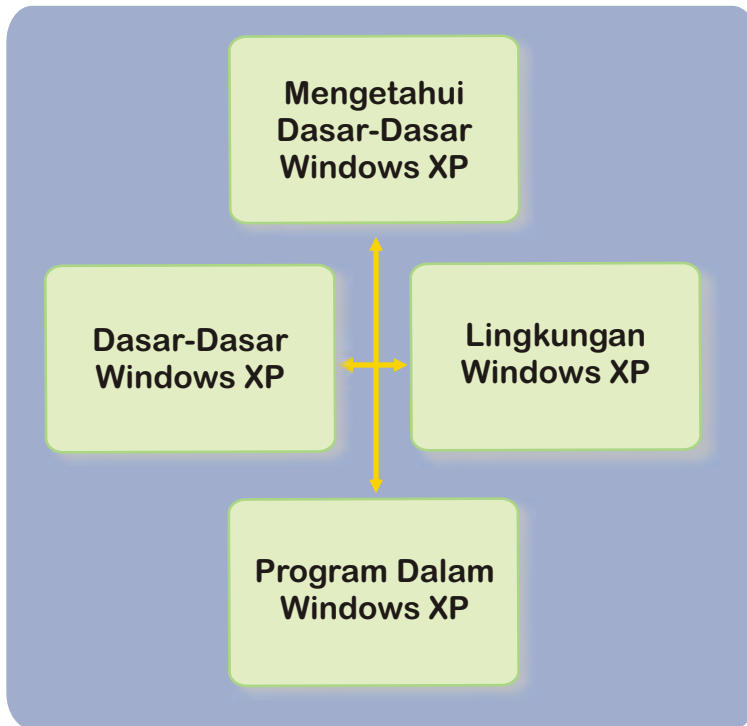 Mengetahui
Dasar-Dasar
Windows XP
Dasar-Dasar
Windows XP
Lingkungan
Windows XP
Program Dalam
Windows XP